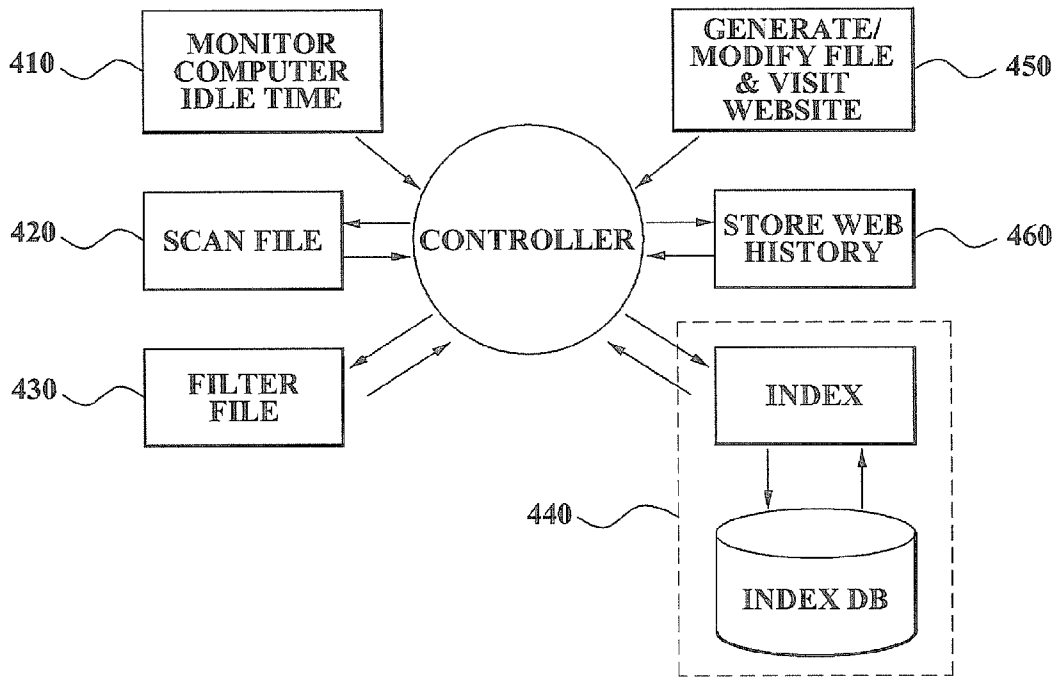 410
MONITOR
COMPUTER
IDLE TIME
GENERATE/
MODIFY FILE
& VISIT
WEBSITE
450
420
SCAN FILE
CONTROLLER
STORE WEB
HISTORY
460
430
FILTER
FILE
INDEX
440
INDEX DB